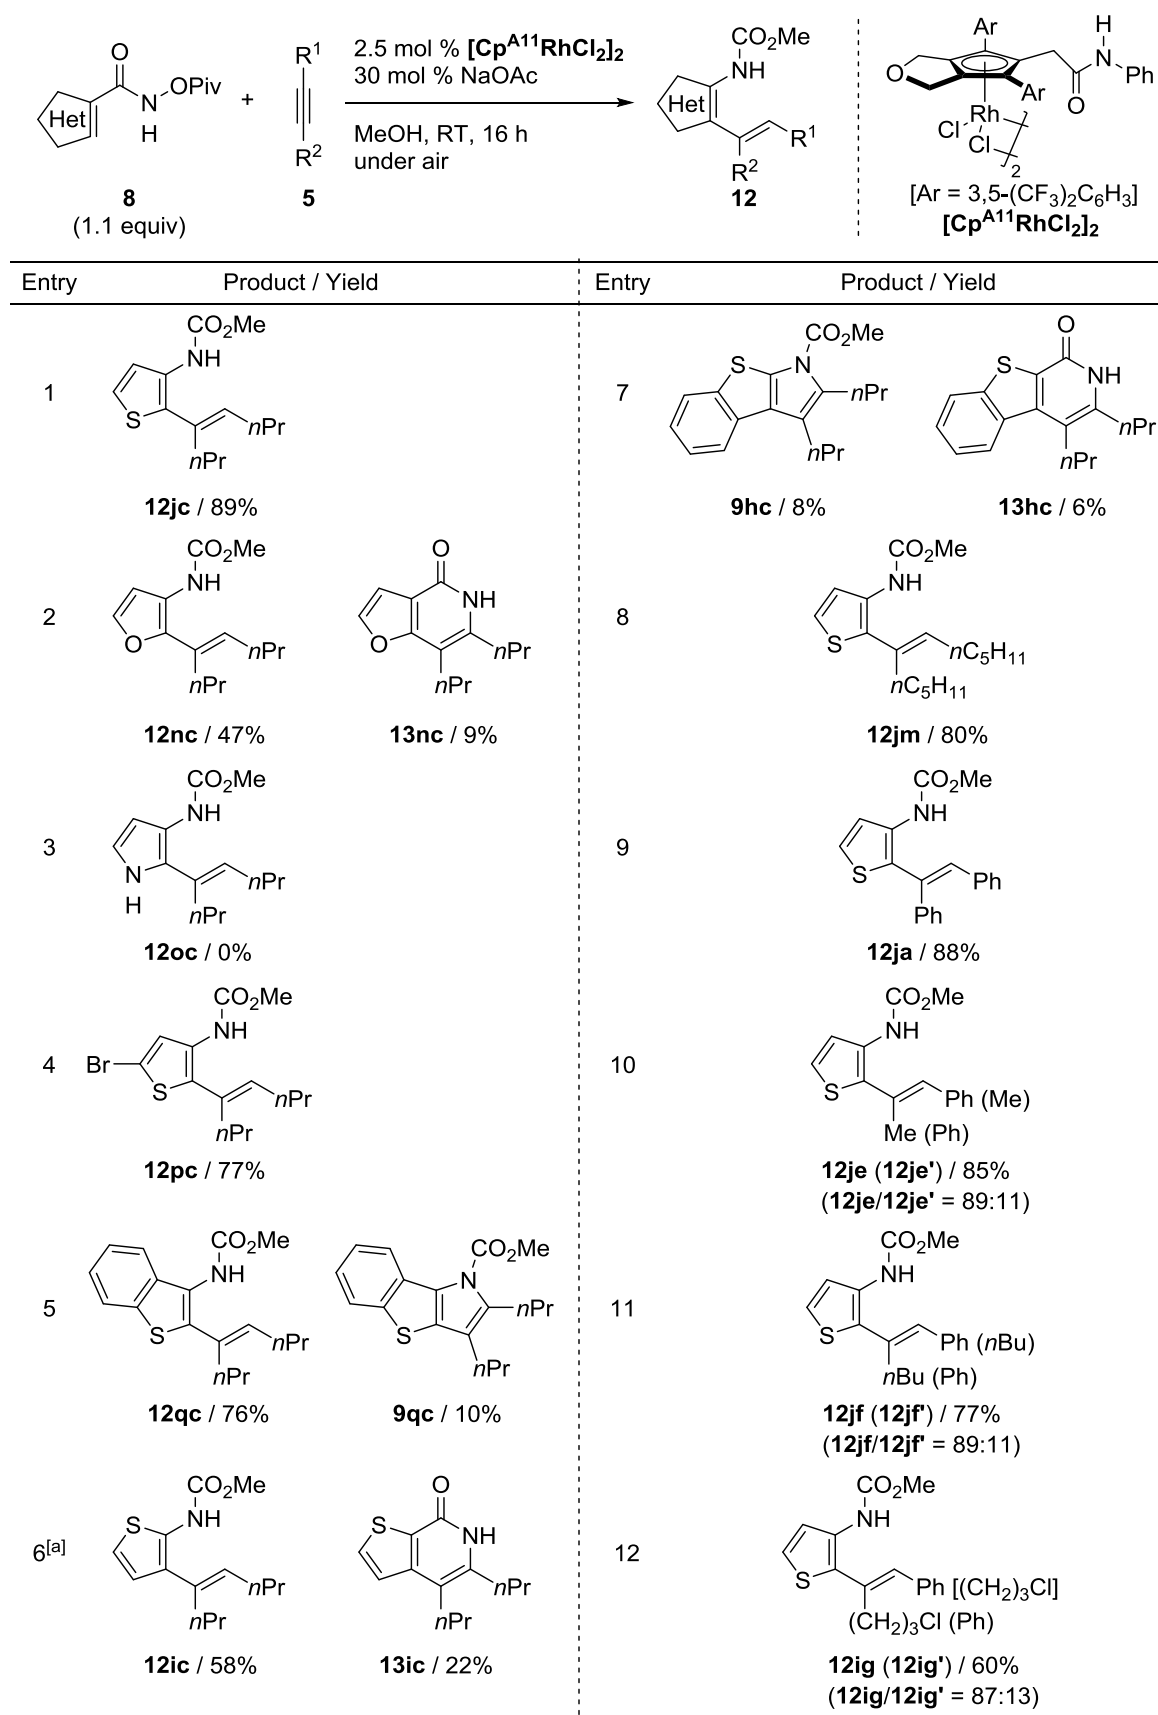 O
Het
N
H
OPiv
8
(1.1 equiv)
+
R1
R2
5
2.5 mol % [CpA11RhCl2]2
30 mol % NaOAc
MeOH, RT, 16 h
under air
CO2Me
NH
Het
R1
R2
12
Ar
O
H
N
Ph
O
Ar
Rh
Cl
Cl
2
[Ar = 3,5-(CF3)2C6H3]
[CpA11RhCl2]2
Entry Product / Yield
1
CO2Me
NH
S
nPr
nPr
12jc / 89%
2
CO2Me
NH
O
nPr
nPr
12nc / 47%
O
NH
O
nPr
nPr
13nc / 9%
3
CO2Me
NH
N
H
nPr
nPr
12oc / 0%
4
CO2Me
NH
Br
S
nPr
nPr
12pc / 77%
5
CO2Me
NH
S
nPr
nPr
12qc / 76%
CO2Me
N
nPr
S
nPr
9qc / 10%
6[a]
CO2Me
S
NH
nPr
nPr
12ic / 58%
O
S
NH
nPr
nPr
13ic / 22%
Entry Product / Yield
7
CO2Me
S
N
nPr
nPr
9hc / 8%
O
S
NH
nPr
nPr
13hc / 6%
8
CO2Me
NH
S
nC5H11
nC5H11
12jm / 80%
9
CO2Me
NH
S
Ph
Ph
12ja / 88%
10
CO2Me
NH
S
Ph (Me)
Me (Ph)
12je (12je') / 85%
(12je/12je' = 89:11)
11
CO2Me
NH
S
Ph (nBu)
nBu (Ph)
12jf (12jf') / 77%
(12jf/12jf' = 89:11)
12
CO2Me
NH
S
Ph [(CH2)3Cl]
(CH2)3Cl (Ph)
12ig (12ig') / 60%
(12ig/12ig' = 87:13)